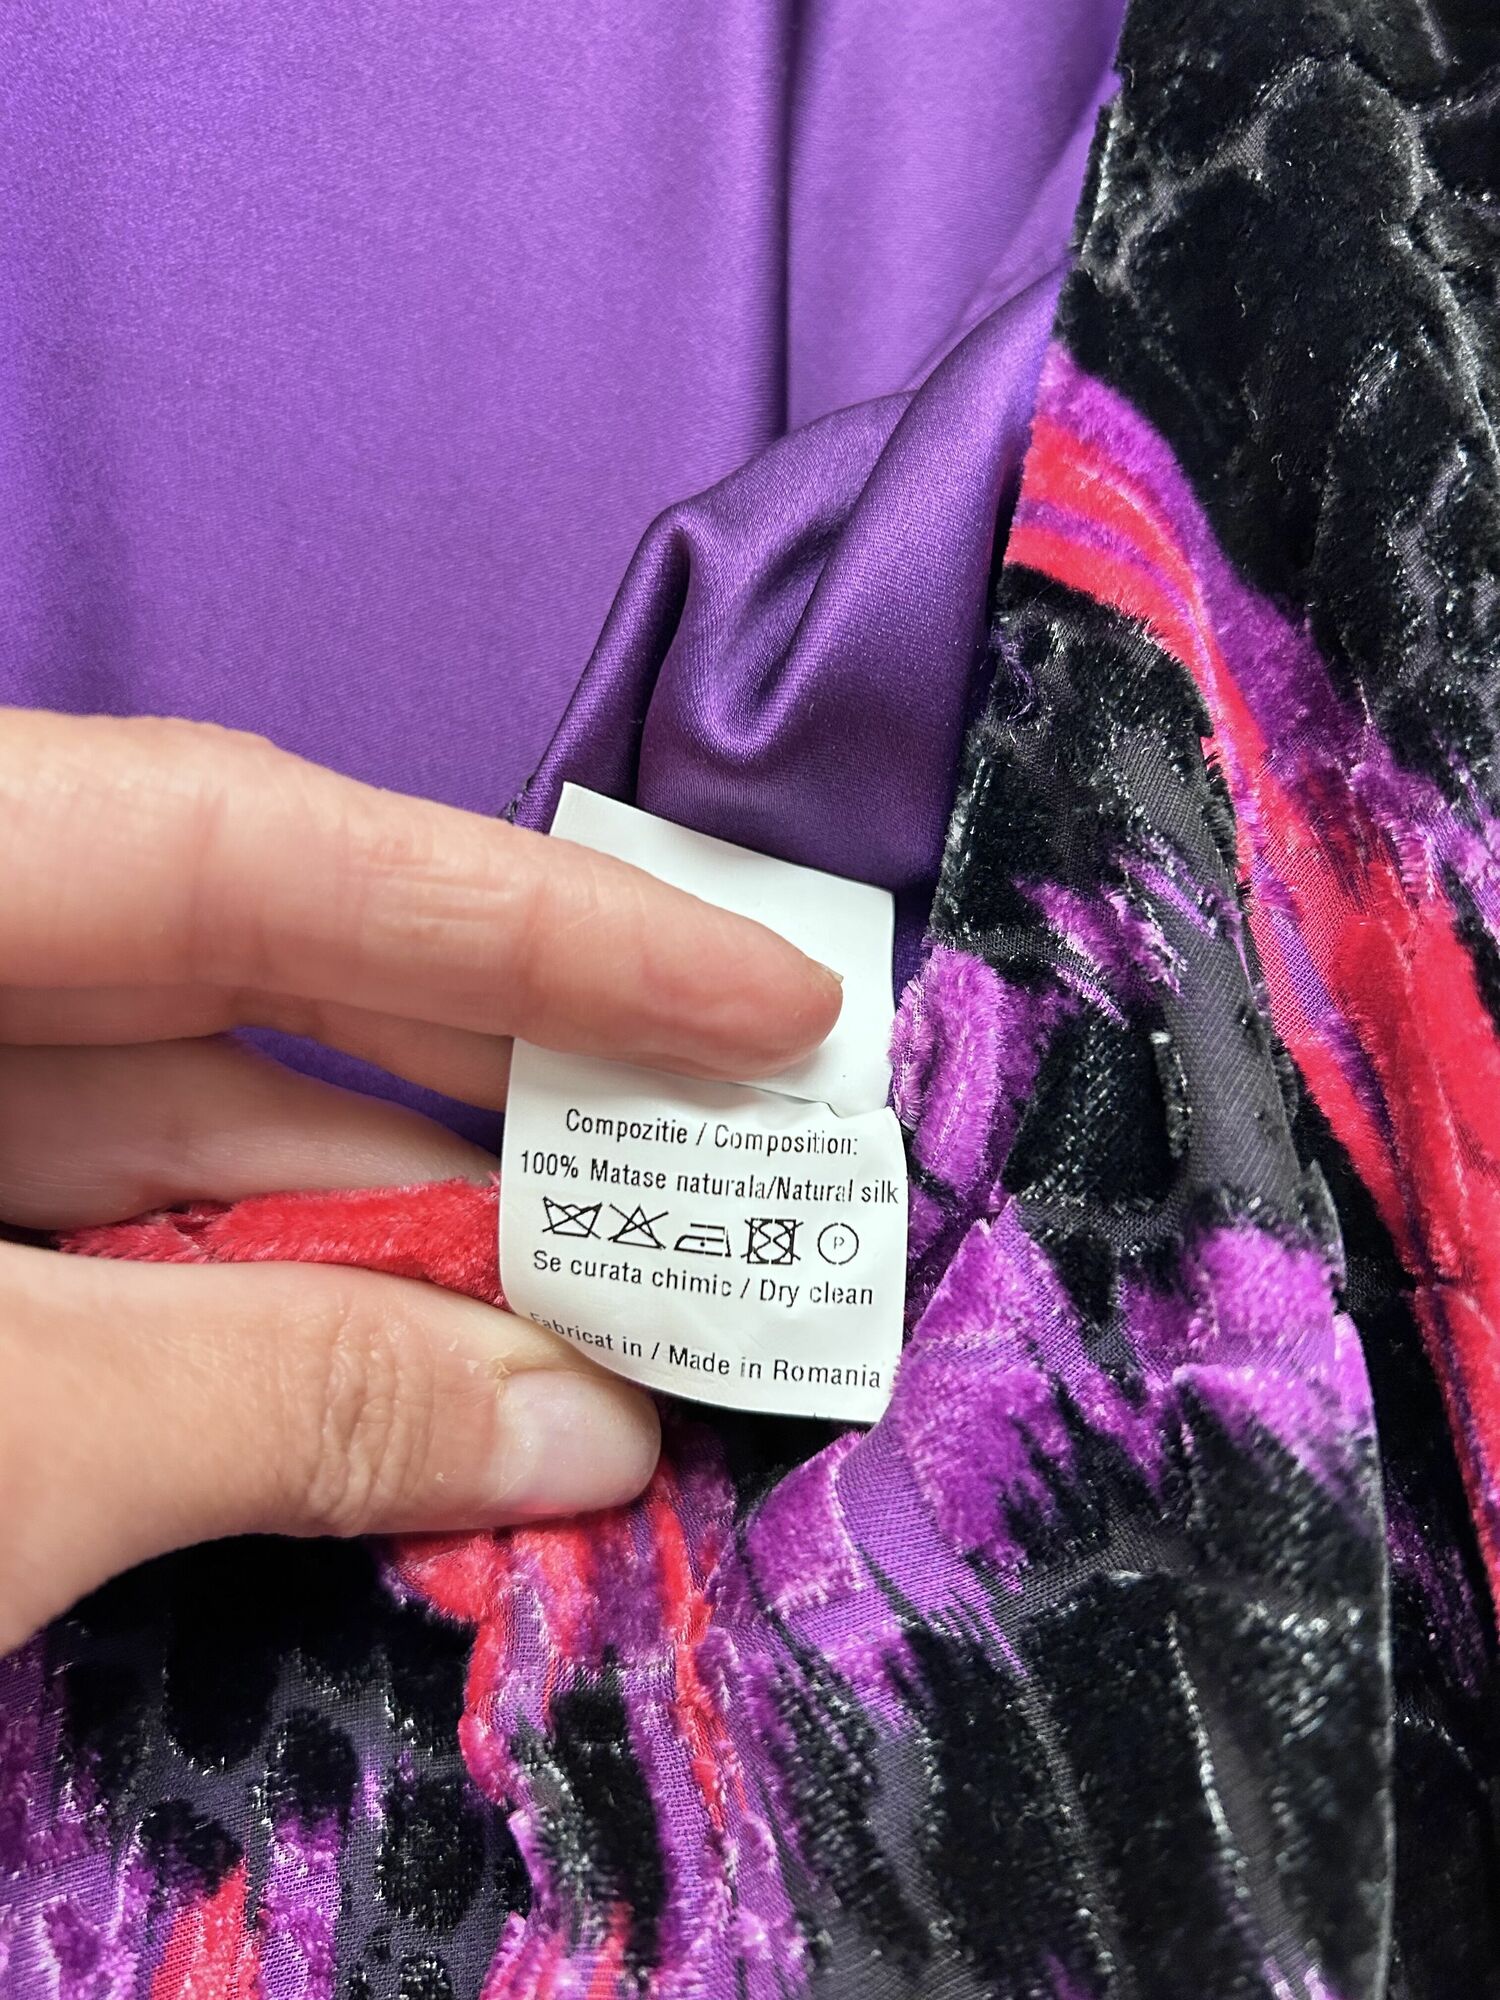 Compozitie / Composition:
100% Matase naturala/Natural silk
P
Se curata chimic / Dry clean
Fabricat in / Made in Romania